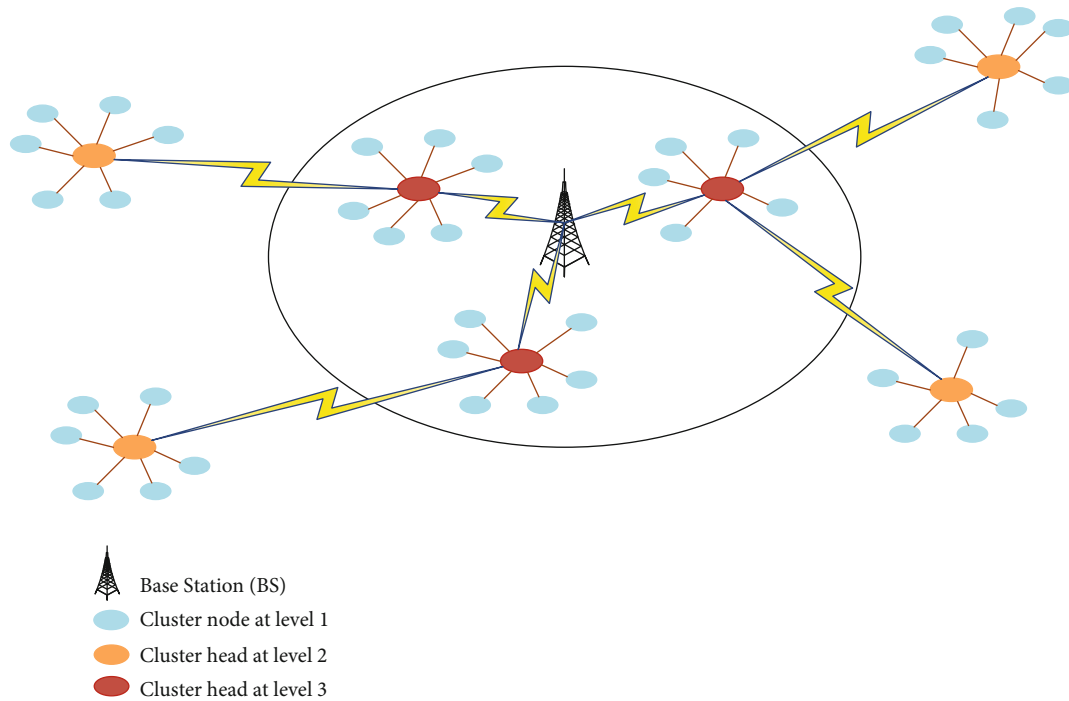 Base Station (BS)
Cluster node at level 1
Cluster head at level 2
Cluster head at level 3